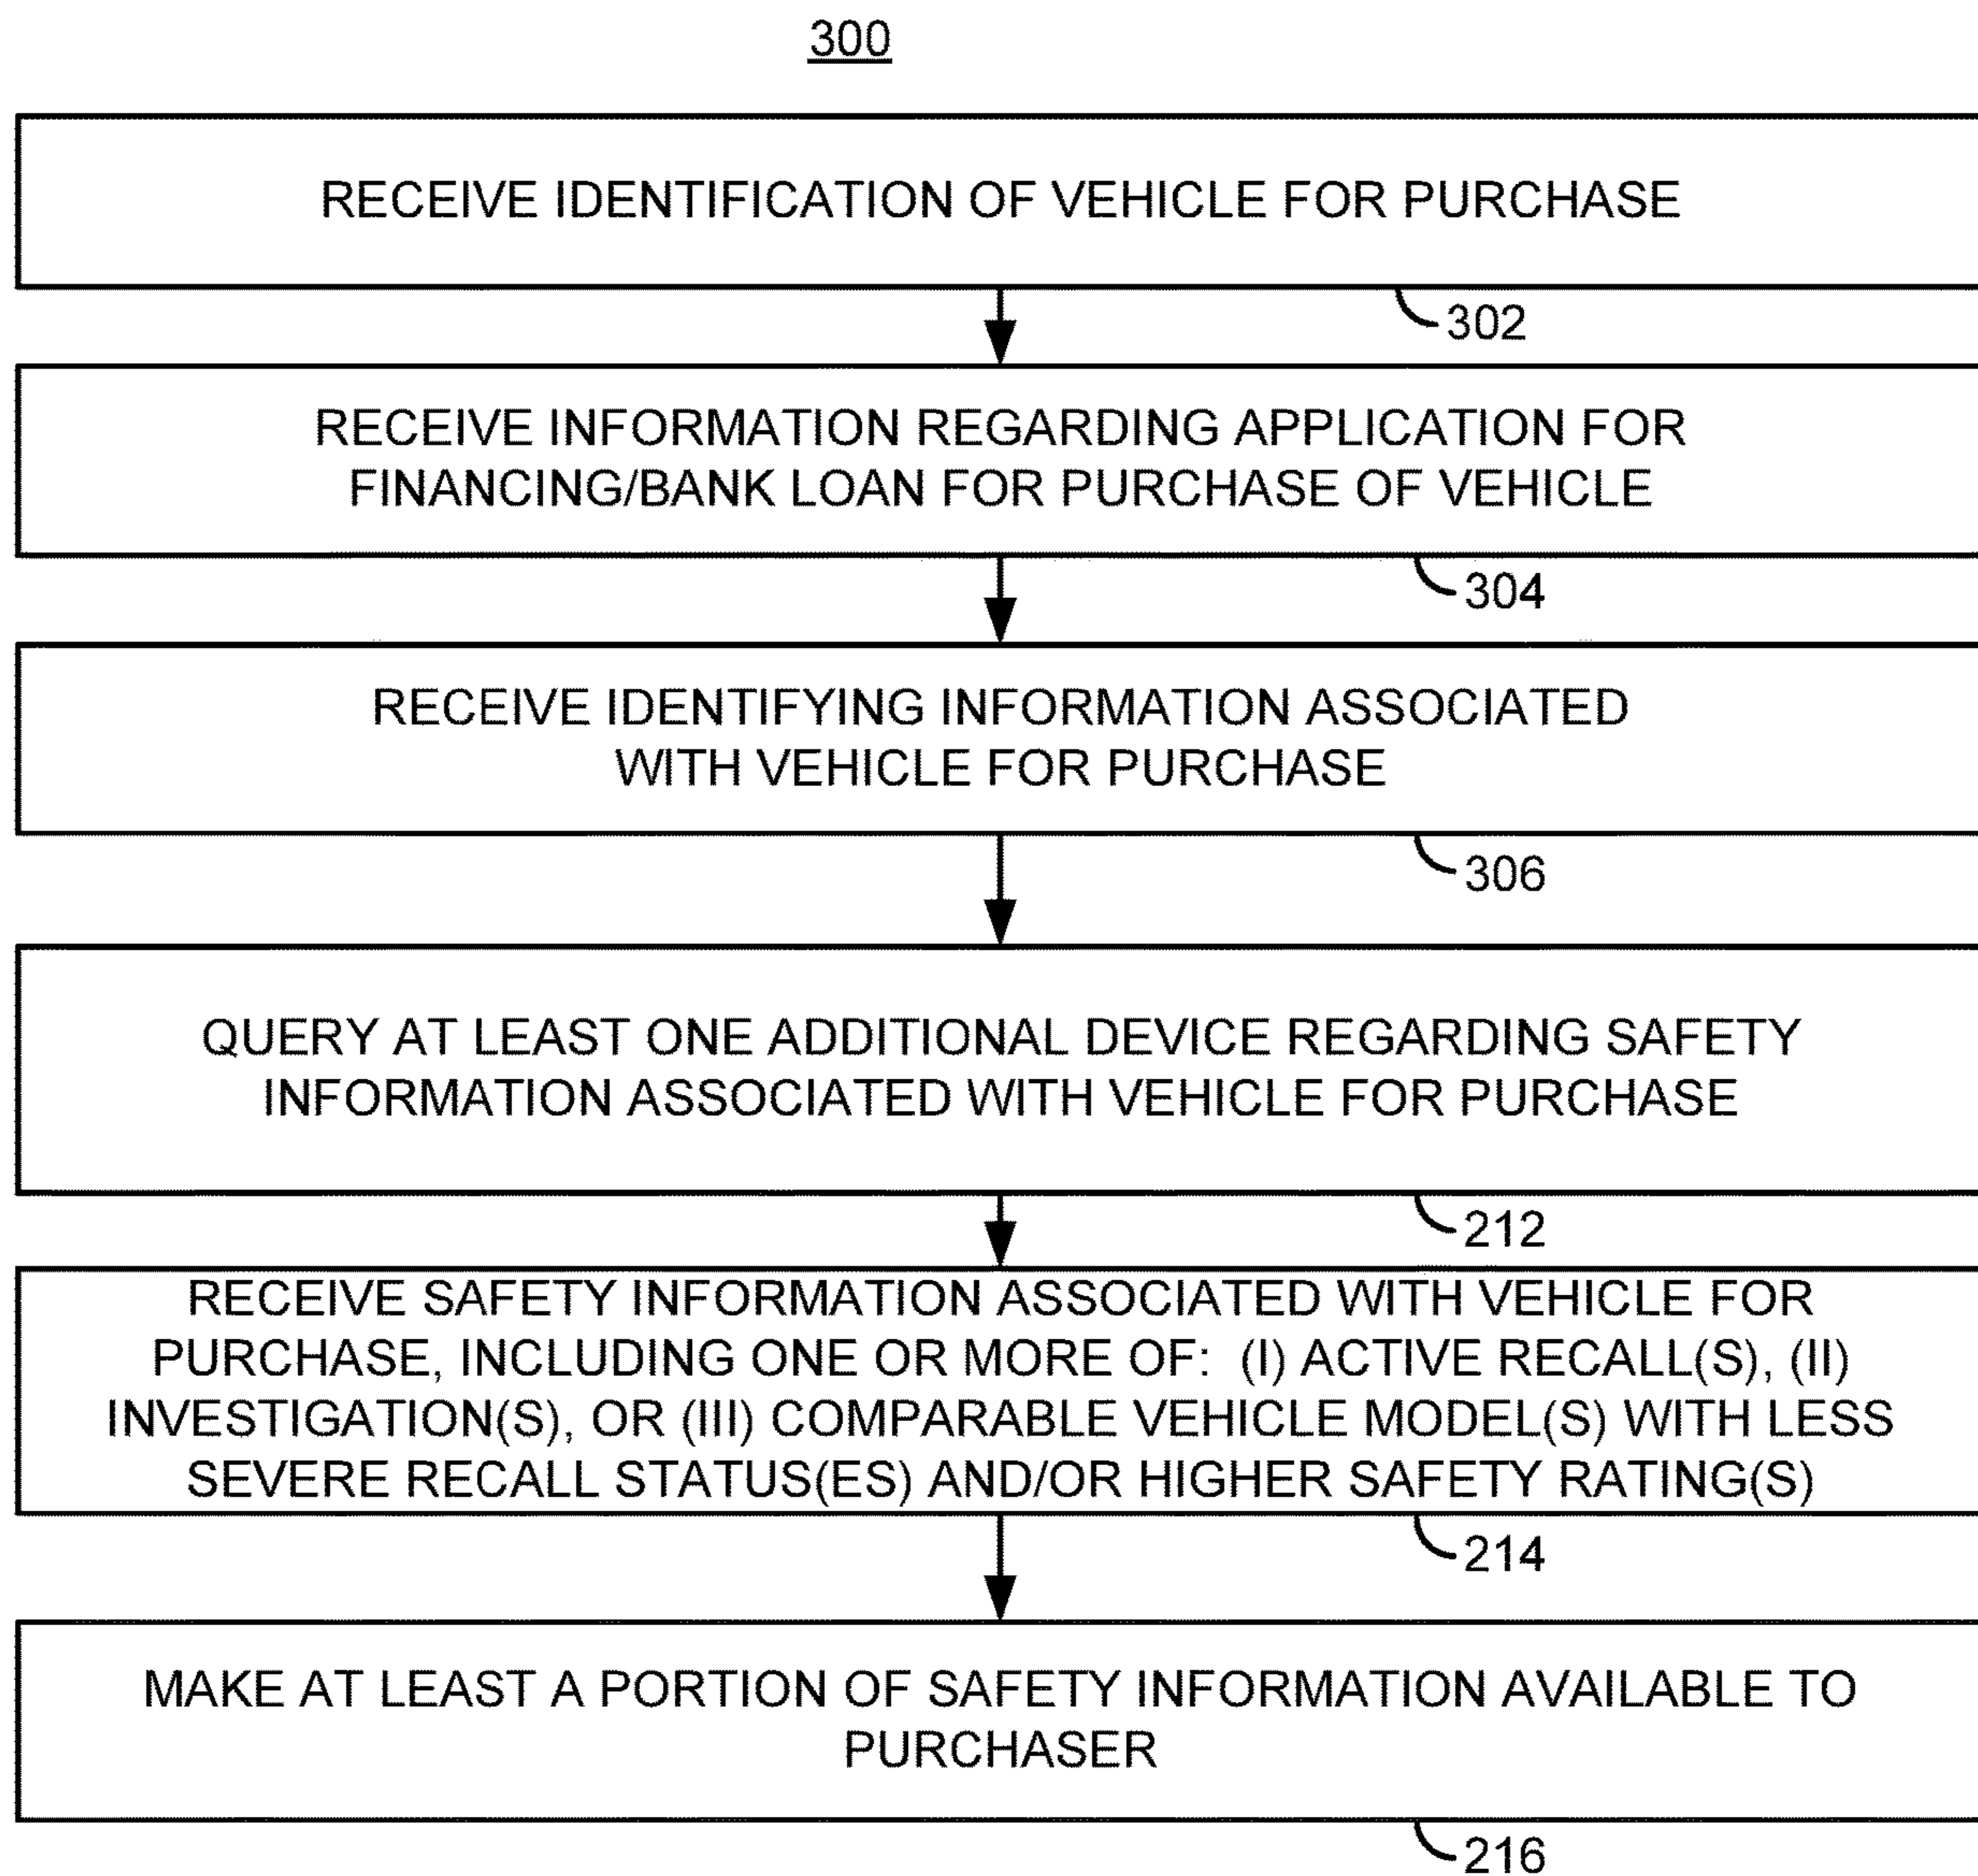 300
RECEIVE IDENTIFICATION OF VEHICLE FOR PURCHASE
302
RECEIVE INFORMATION REGARDING APPLICATION FOR
FINANCING/BANK LOAN FOR PURCHASE OF VEHICLE
304
RECEIVE IDENTIFYING INFORMATION ASSOCIATED
WITH VEHICLE FOR PURCHASE
306
QUERY AT LEAST ONE ADDITIONAL DEVICE REGARDING SAFETY
INFORMATION ASSOCIATED WITH VEHICLE FOR PURCHASE
212
RECEIVE SAFETY INFORMATION ASSOCIATED WITH VEHICLE FOR
PURCHASE, INCLUDING ONE OR MORE OF: (I) ACTIVE RECALL(S), (II)
INVESTIGATION(S), OR (III) COMPARABLE VEHICLE MODEL(S) WITH LESS
SEVERE RECALL STATUS(ES) AND/OR HIGHER SAFETY RATING(S)
214
MAKE AT LEAST A PORTION OF SAFETY INFORMATION AVAILABLE TO
PURCHASER
216